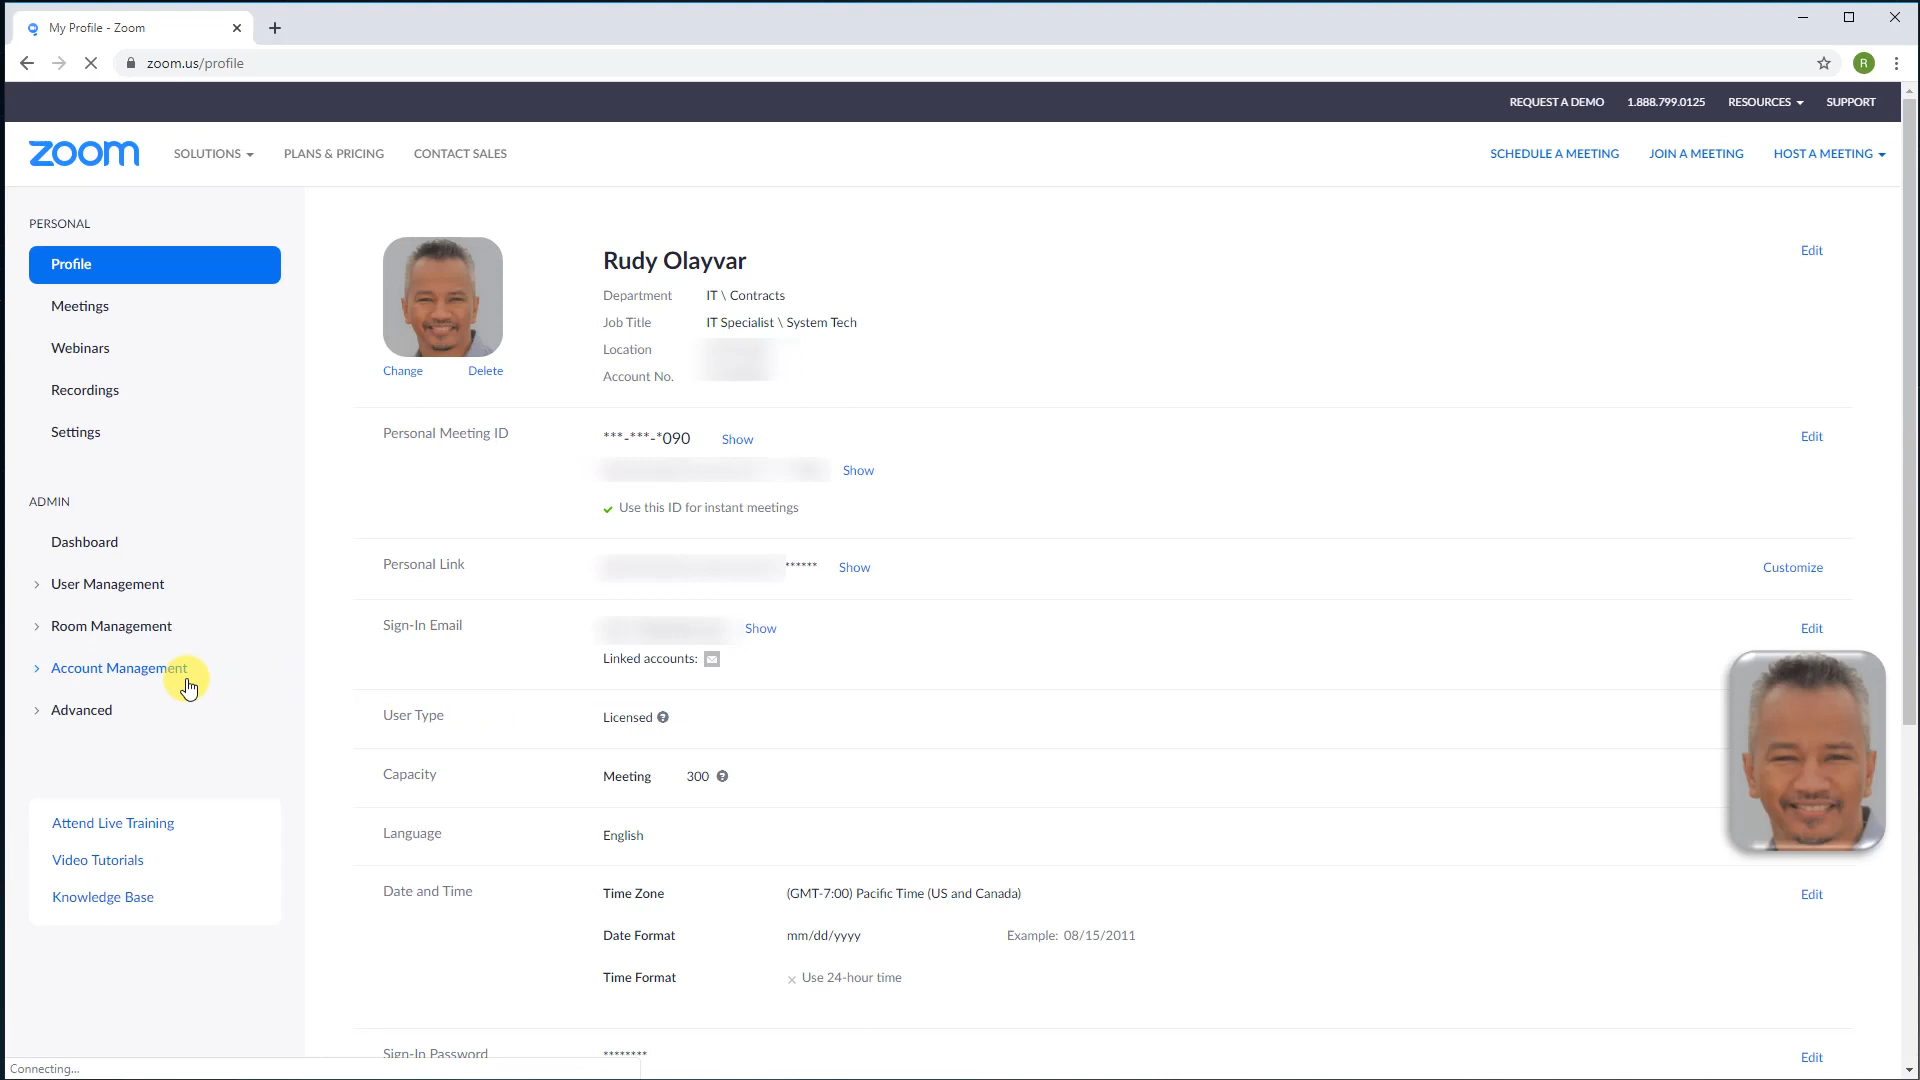 My Profile - Zoom
zoom.us/profile
R
REQUEST A DEMO 1.888.799.0125 RESOURCES SUPPORT
zoom SOLUTIONS PLANS & PRICING CONTACT SALES SCHEDULE A MEETING JOIN A MEETING HOST A MEETING
PERSONAL
Profile
Meetings
Webinars
Recordings
Settings
ADMIN
Dashboard
User Management
Room Management
Account Management
Advanced
Attend Live Training
Video Tutorials
Knowledge Base
Change Delete
Rudy Olayvar Edit
Department IT \ Contracts
Job Title IT Specialist \ System Tech
Location
Account No.
Personal Meeting ID ***-***-*090 Show Edit
Show
Use this ID for instant meetings
Personal Link ****** Show Customize
Sign-In Email Show Edit
Linked accounts:
User Type Licensed
Capacity Meeting 300
Language English
Date and Time Time Zone (GMT-7:00) Pacific Time (US and Canada) Edit
Date Format mm/dd/yyyy Example: 08/15/2011
Time Format Use 24-hour time
Sign-In Password ******** Edit
Connecting...